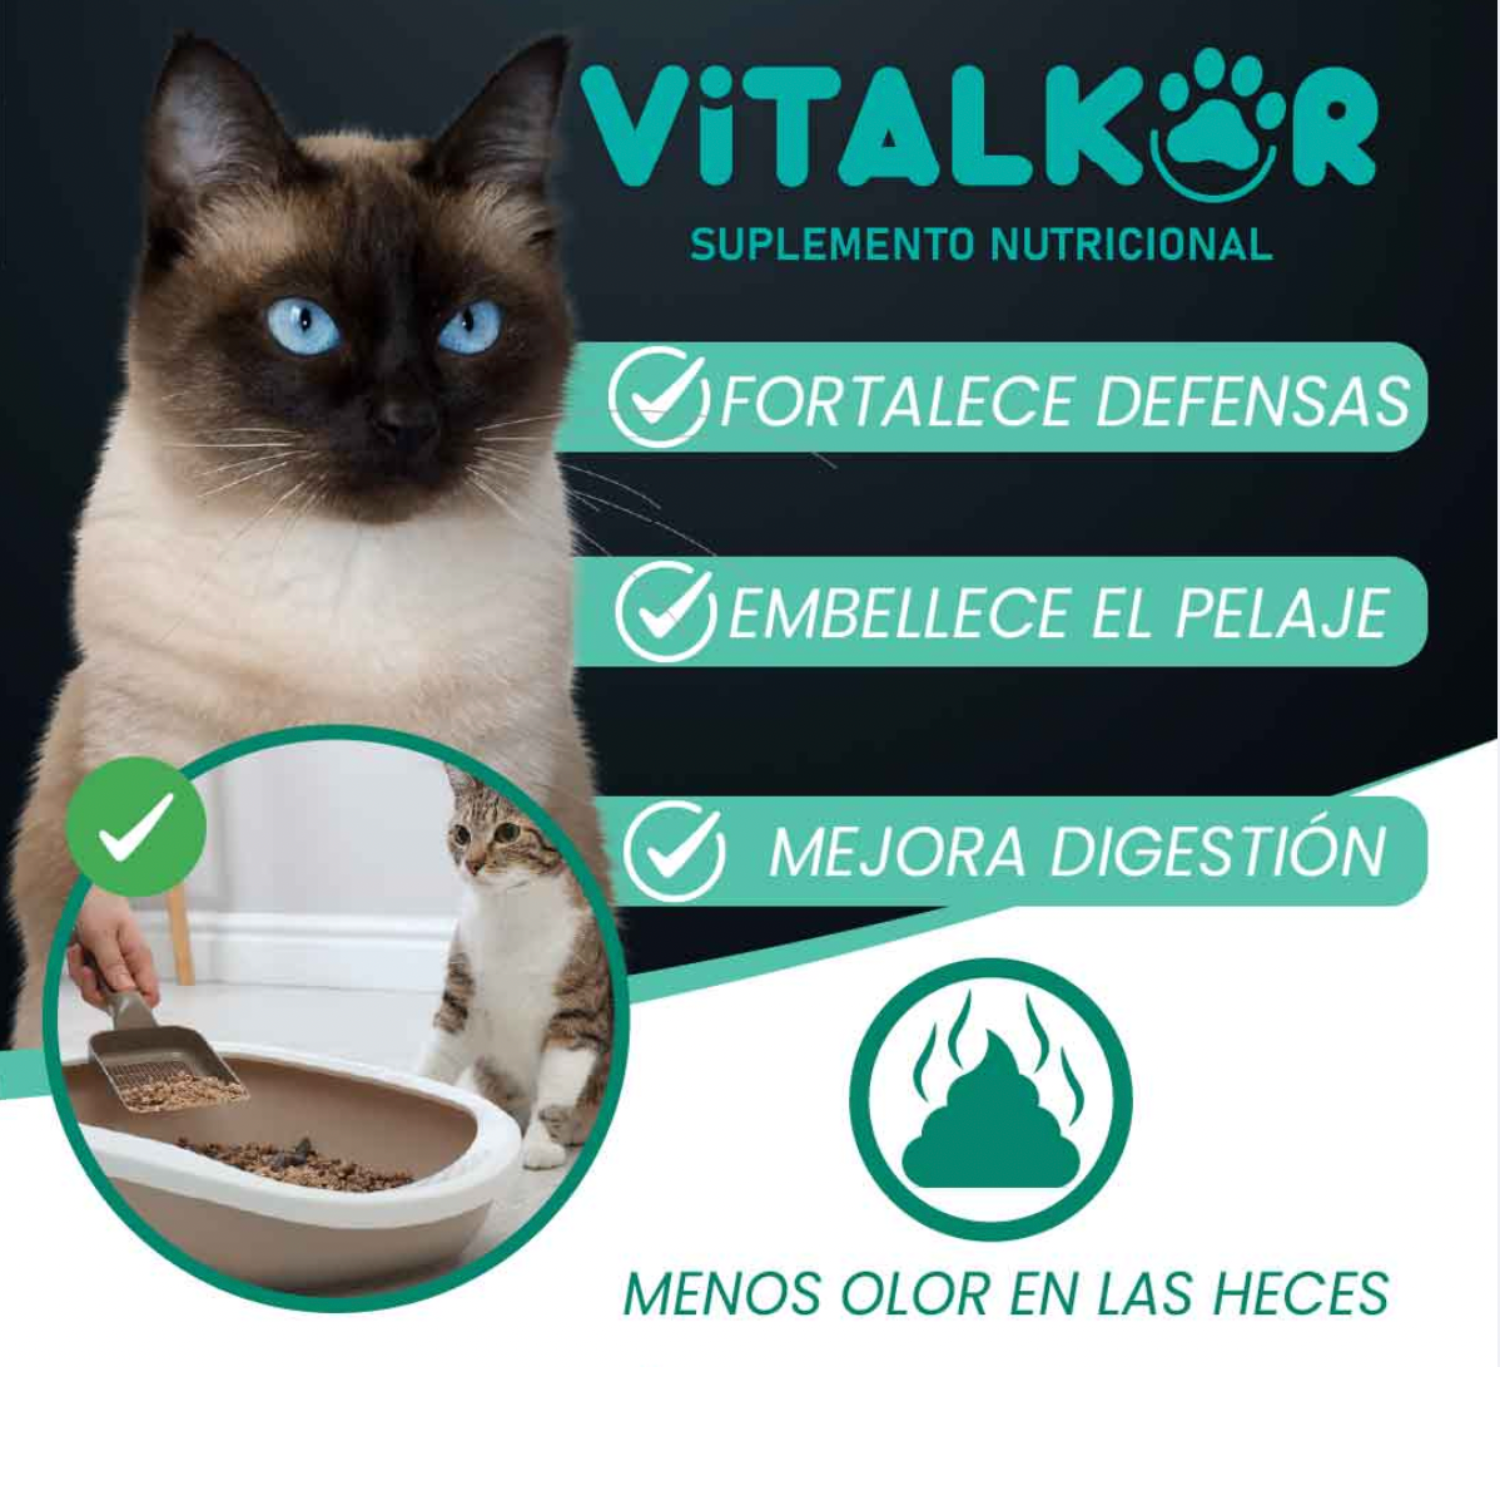 ViTALKOR
SUPLEMENTO NUTRICIONAL
FORTALECE DEFENSAS
EMBELLECE EL PELAJE
MEJORA DIGESTIÓN
MENOS OLOR EN LAS HECES